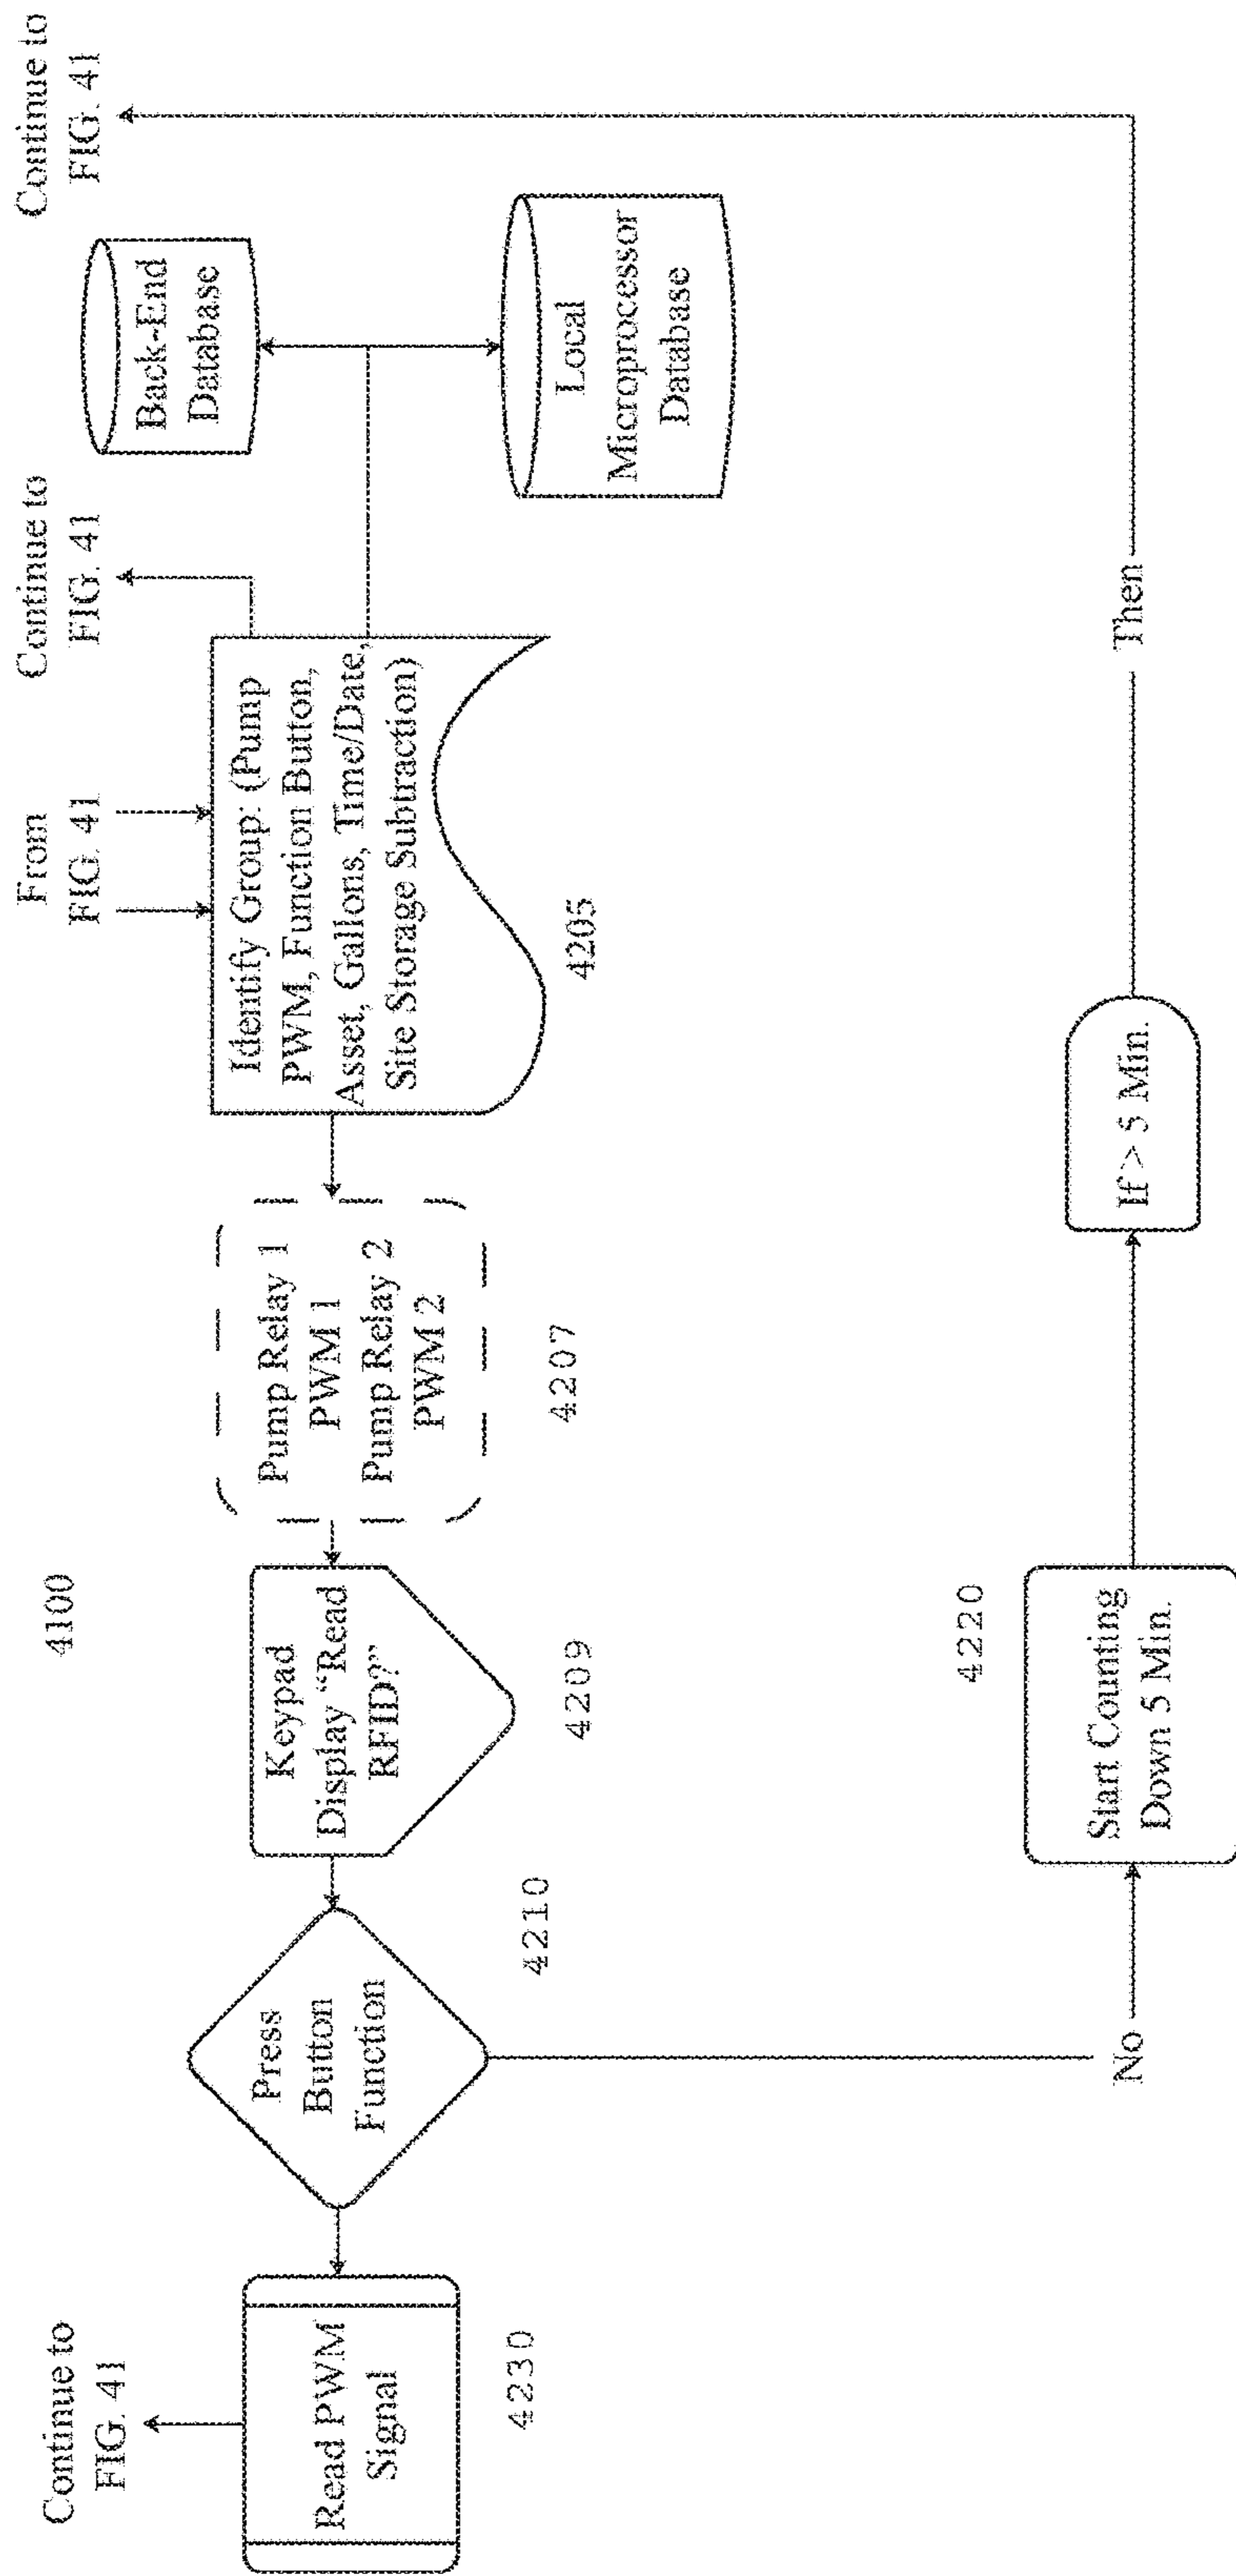 4100
Continue to
FIG. 41
Read PWM
Signal
4230
Press
Button
Function
4210
Keypad
Display “Read
RFID?”
4209
Pump Relay 1
PWM 1
Pump Relay 2
PWM 2
4207
From
FIG. 41
Identify Group: (Pump
PWM, Function Button,
Asset, Gallons, Time/Date,
Site Storage Subtraction)
4205
Continue to
FIG. 41
Back-End
Database
Local
Microprocessor
Database
Continue to
FIG. 41
No
4220
Start Counting
Down 5 Min.
If > 5 Min.
Then